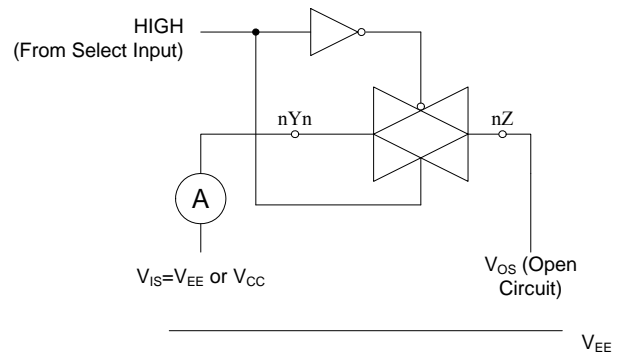 HIGH
(From Select Input)
nYn
nZ
A
V_IS=V_EE or V_CC
V_OS (Open
Circuit)
V_EE